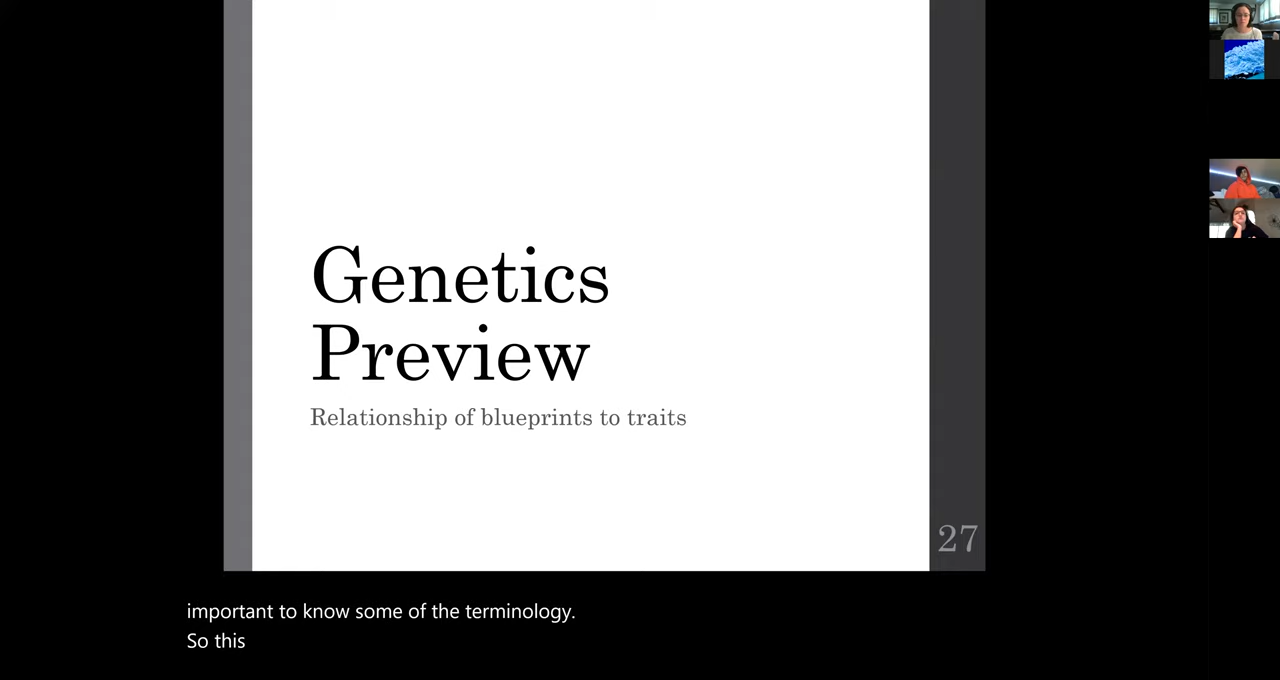 Genetics
Preview
Relationship of blueprints to traits
27
important to know some of the terminology.
So this